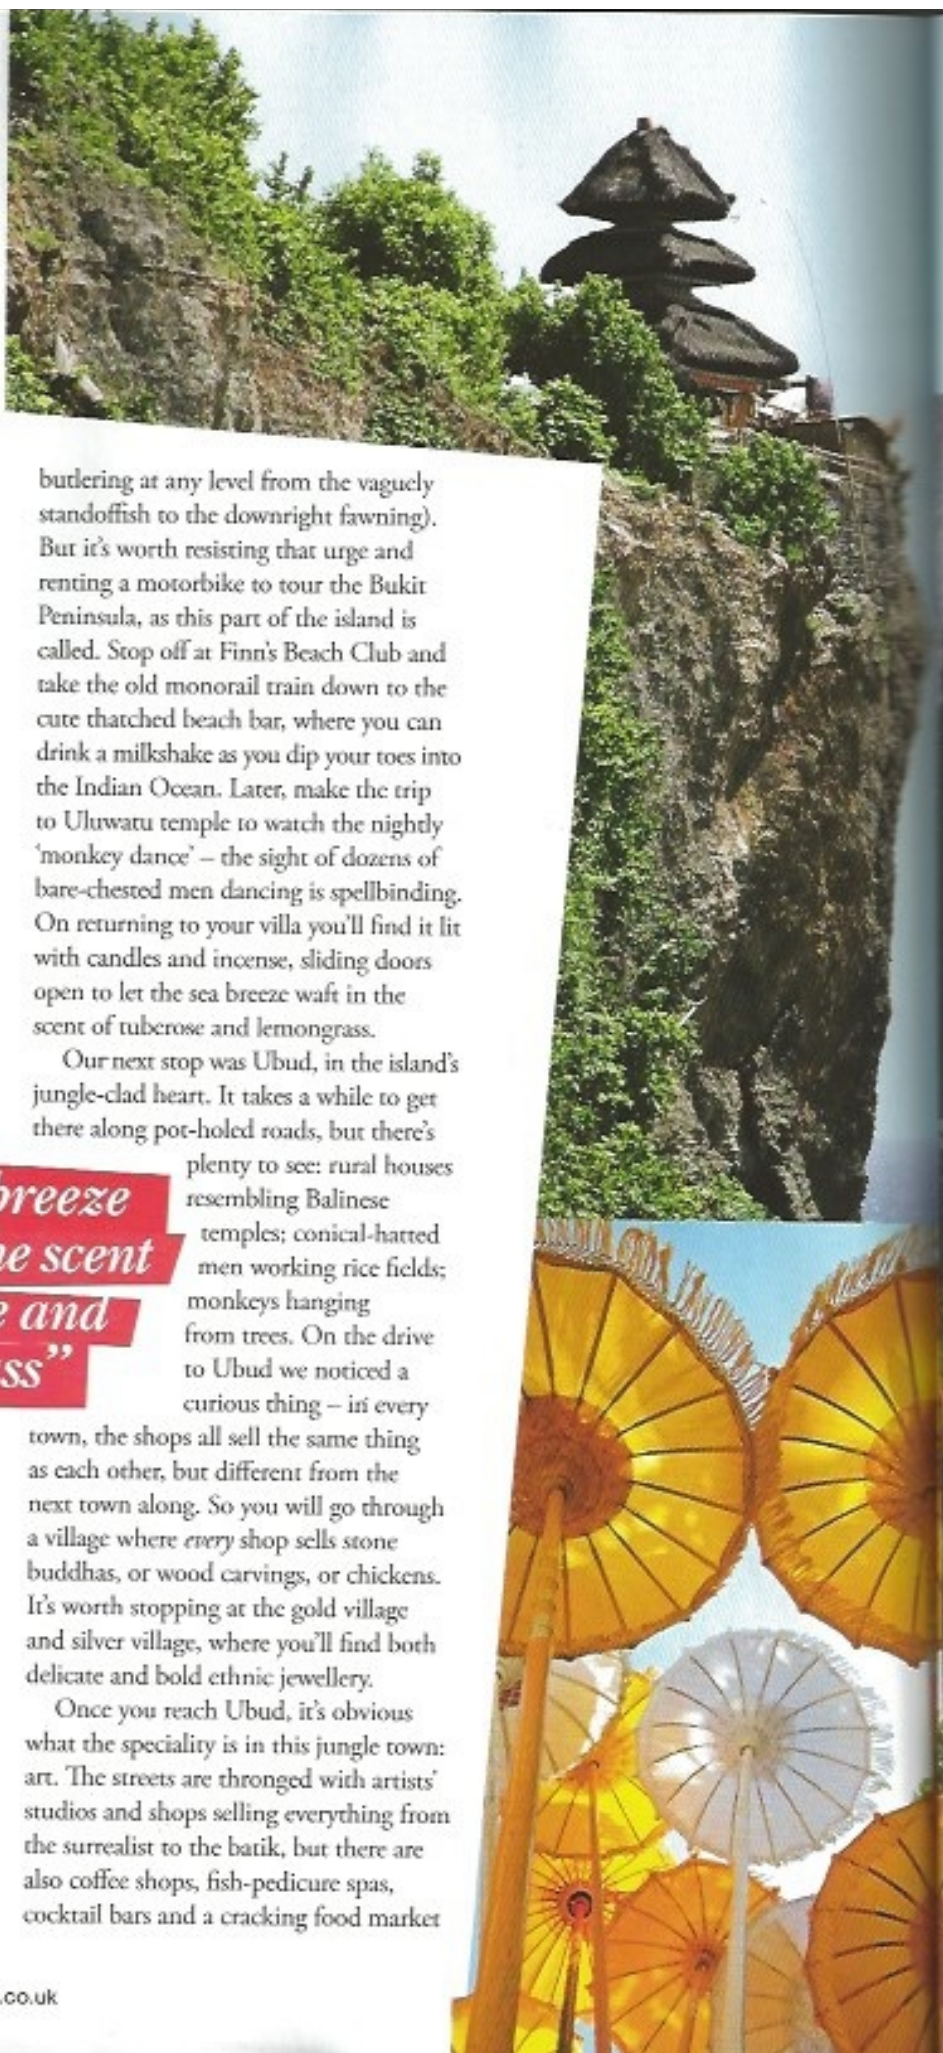 butlering at any level from the vaguely
standoffish to the downright fawning).
But it's worth resisting that urge and
renting a motorbike to tour the Bukit
Peninsula, as this part of the island is
called. Stop off at Finn's Beach Club and
take the old monorail train down to the
cute thatched beach bar, where you can
drink a milkshake as you dip your toes into
the Indian Ocean. Later, make the trip
to Uluwatu temple to watch the nightly
'monkey dance' – the sight of dozens of
bare-chested men dancing is spellbinding.
On returning to your villa you'll find it lit
with candles and incense, sliding doors
open to let the sea breeze waft in the
scent of tuberose and lemongrass.
Our next stop was Ubud, in the island's
jungle-clad heart. It takes a while to get
there along pot-holed roads, but there's
plenty to see: rural houses
resembling Balinese
temples; conical-hatted
men working rice fields;
monkeys hanging
from trees. On the drive
to Ubud we noticed a
curious thing – in every
town, the shops all sell the same thing
as each other, but different from the
next town along. So you will go through
a village where every shop sells stone
buddhas, or wood carvings, or chickens.
It's worth stopping at the gold village
and silver village, where you'll find both
delicate and bold ethnic jewellery.
Once you reach Ubud, it's obvious
what the speciality is in this jungle town:
art. The streets are thronged with artists'
studios and shops selling everything from
the surrealist to the batik, but there are
also coffee shops, fish-pedicure spas,
cocktail bars and a cracking food market
breeze
e scent
e and
ss”
.co.uk